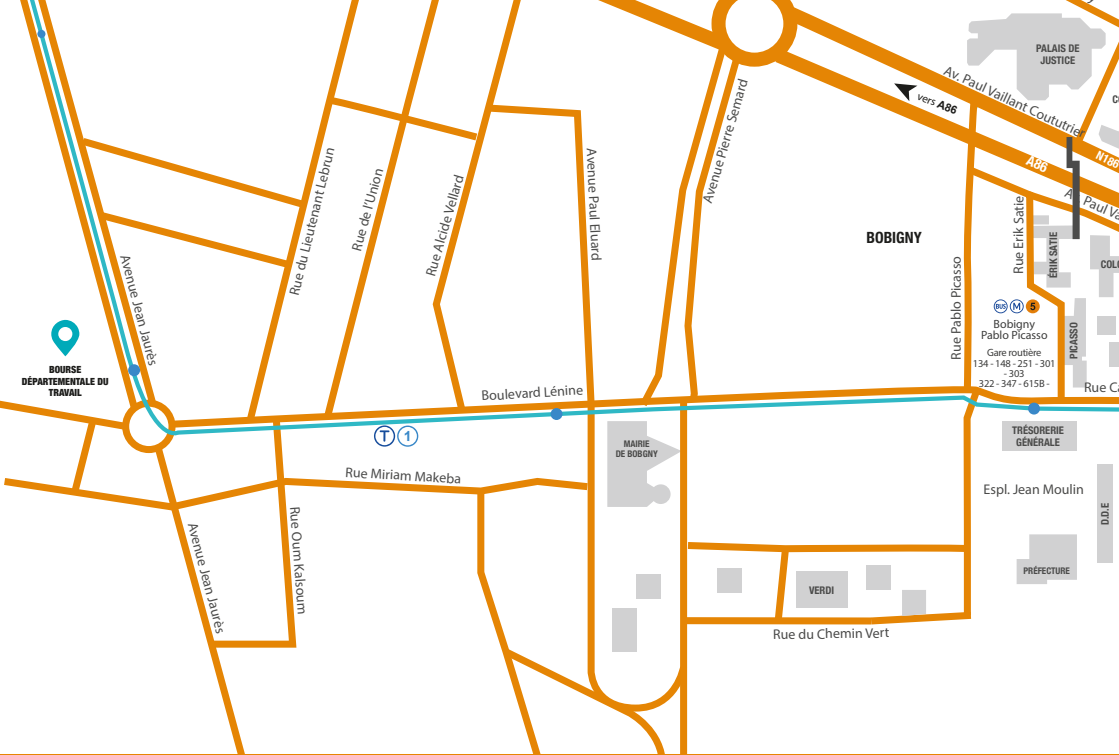 PALAIS DE
JUSTICE
Av. Paul Vaillant Coututrier
vers A86
A86
N186
Avenue Pierre Semard
Rue du Lieutenant Lebrun
Rue de l'Union
Rue Alcide Vellard
Avenue Paul Eluard
BOBIGNY
Rue Pablo Picasso
Rue Erik Satie
ÉRIK SATIE
Paul Va
COLO
Avenue Jean Jaurès
BUS M 5
Bobigny
Pablo Picasso
Gare routière
134 - 148 - 251 - 301
- 303
322 - 347 - 615B -
PICASSO
Rue Ca
BOURSE
DÉPARTEMENTALE DU
TRAVAIL
Boulevard Lénine
T 1
MAIRIE
DE BOBGNY
TRÉSORERIE
GÉNÉRALE
Rue Miriam Makeba
Espl. Jean Moulin
D.D.E
Avenue Jean Jaurès
Rue Oum Kalsoum
PRÉFECTURE
VERDI
Rue du Chemin Vert